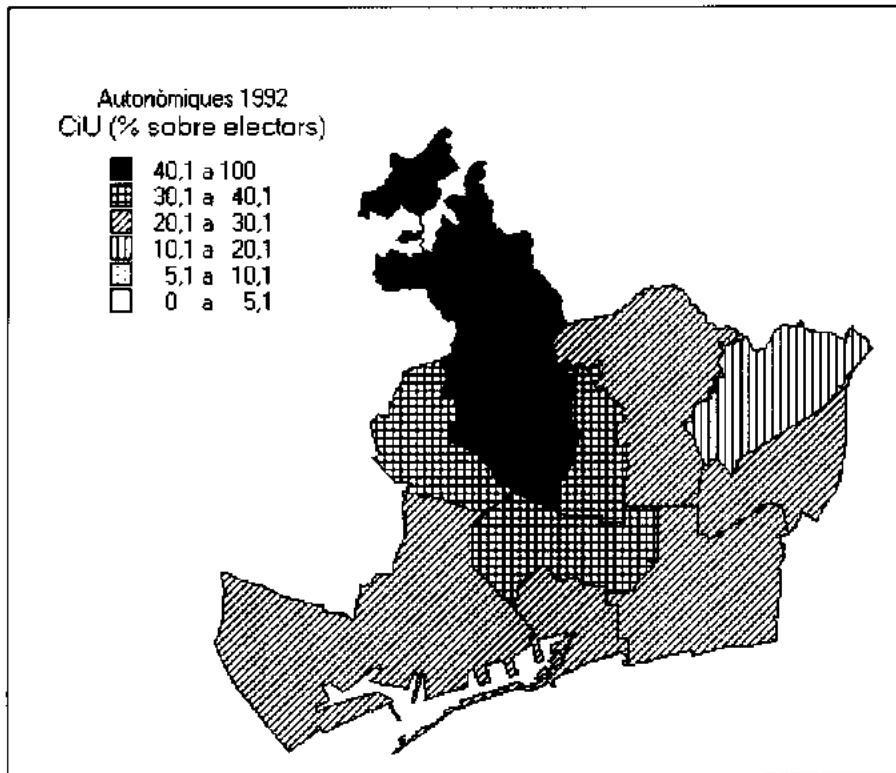 Autonòmiques 1992
CiU (% sobre electors)
40,1 a 100
30,1 a 40,1
20,1 a 30,1
10,1 a 20,1
5,1 a 10,1
0 a 5,1